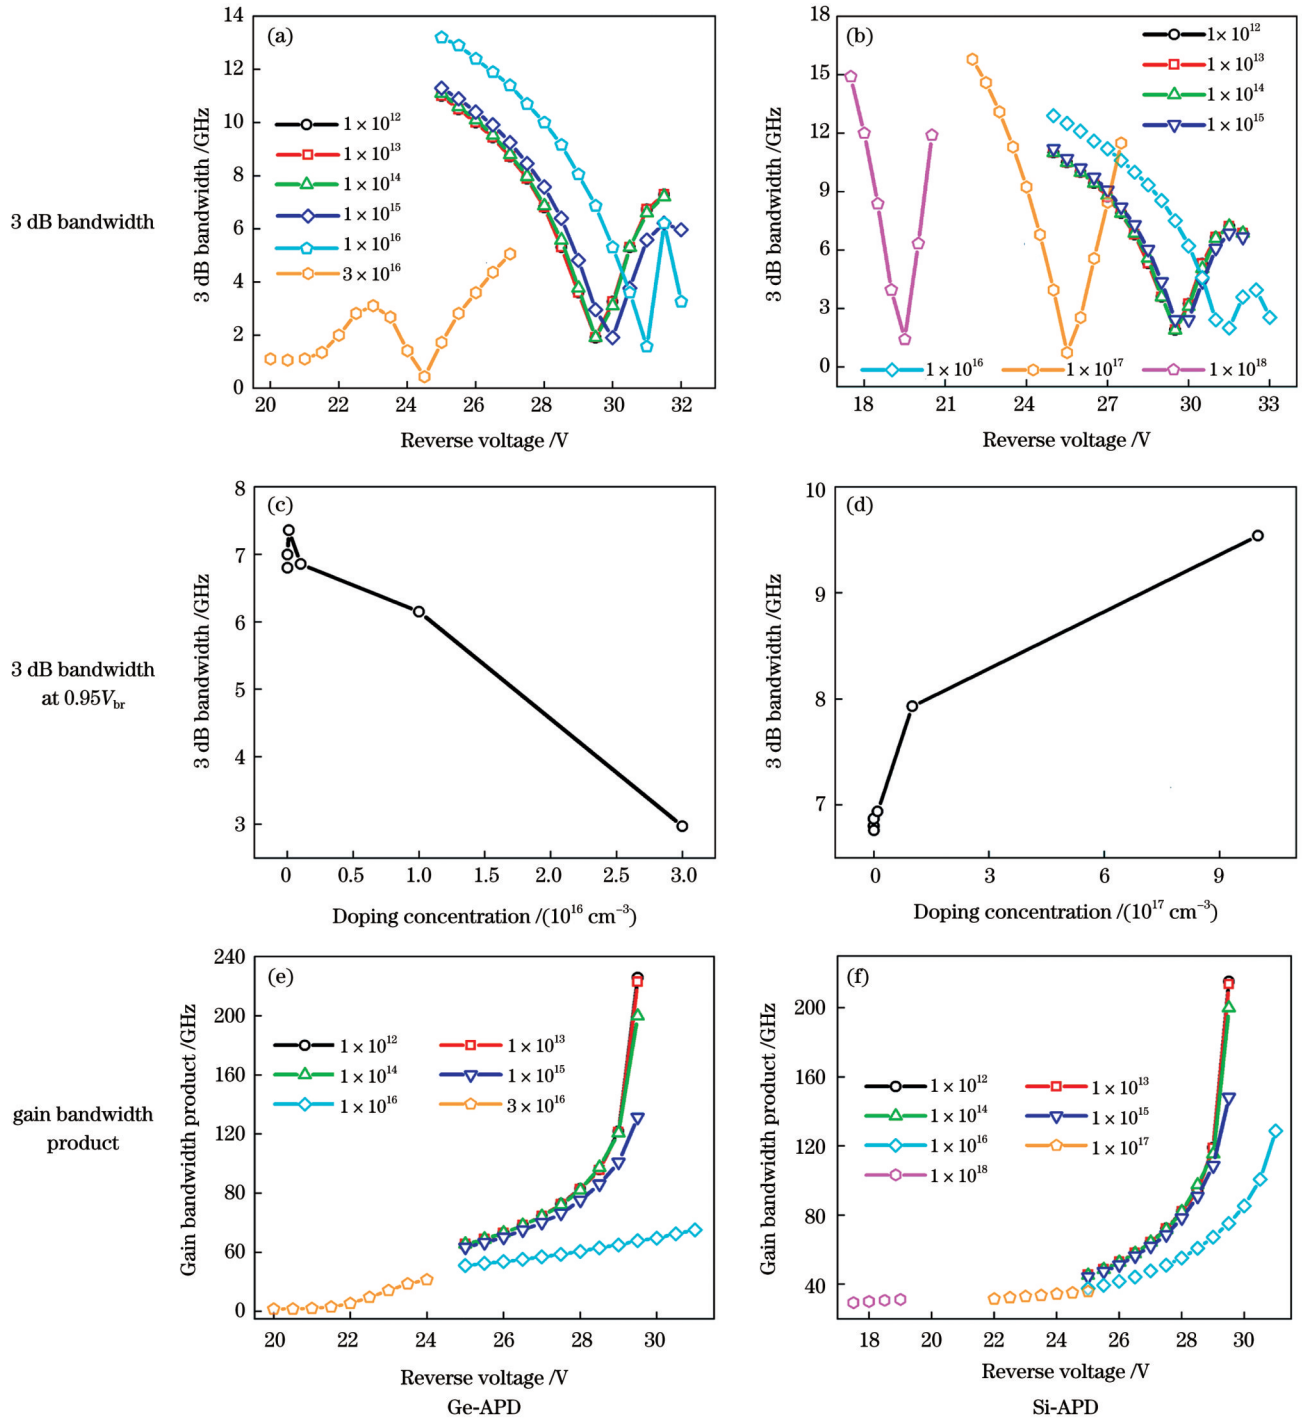 3 dB bandwidth
(a)
14
12
10
8
6
4
2
0
3 dB bandwidth /GHz
1 × 10¹²
1 × 10¹³
1 × 10¹⁴
1 × 10¹⁵
1 × 10¹⁶
3 × 10¹⁶
20 22 24 26 28 30 32
Reverse voltage /V
(b)
18
15
12
9
6
3
0
3 dB bandwidth /GHz
1 × 10¹²
1 × 10¹³
1 × 10¹⁴
1 × 10¹⁵
1 × 10¹⁶ 1 × 10¹⁷ 1 × 10¹⁸
18 21 24 27 30 33
Reverse voltage /V
3 dB bandwidth
at 0.95V_br
(c)
8
7
6
5
4
3
3 dB bandwidth /GHz
0 0.5 1.0 1.5 2.0 2.5 3.0
Doping concentration /(10¹⁶ cm⁻³)
(d)
10
9
8
7
3 dB bandwidth /GHz
0 3 6 9
Doping concentration /(10¹⁷ cm⁻³)
gain bandwidth
product
(e)
240
200
160
120
80
60
0
Gain bandwidth product /GHz
1 × 10¹² 1 × 10¹³
1 × 10¹⁴ 1 × 10¹⁵
1 × 10¹⁶ 3 × 10¹⁶
20 22 24 26 28 30
Reverse voltage /V
Ge-APD
(f)
200
160
120
80
40
Gain bandwidth product /GHz
1 × 10¹² 1 × 10¹³
1 × 10¹⁴ 1 × 10¹⁵
1 × 10¹⁶ 1 × 10¹⁷
1 × 10¹⁸
18 20 22 24 26 28 30
Reverse voltage /V
Si-APD